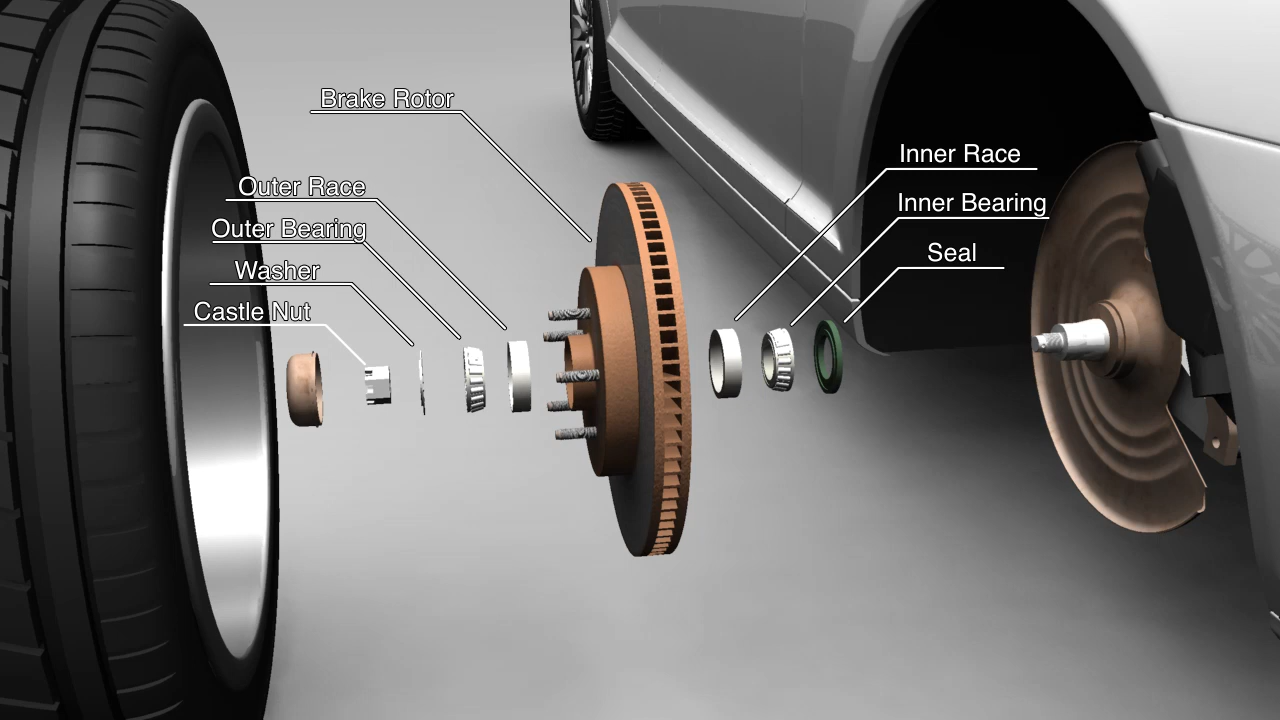 Brake Rotor
Outer Race
Outer Bearing
Washer
Castle Nut
Inner Race
Inner Bearing
Seal